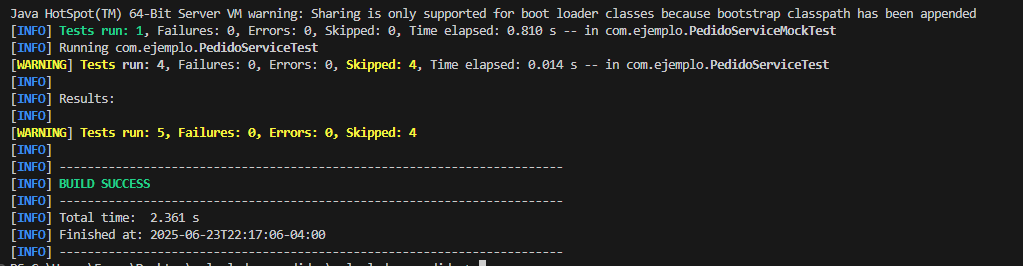 Java HotSpot(TM) 64-Bit Server VM warning: Sharing is only supported for boot loader classes because bootstrap classpath has been appended
[INFO] Tests run: 1, Failures: 0, Errors: 0, Skipped: 0, Time elapsed: 0.810 s -- in com.ejemplo.PedidoServiceMockTest
[INFO] Running com.ejemplo.PedidoServiceTest
[WARNING] Tests run: 4, Failures: 0, Errors: 0, Skipped: 4, Time elapsed: 0.014 s -- in com.ejemplo.PedidoServiceTest
[INFO]
[INFO] Results:
[INFO]
[WARNING] Tests run: 5, Failures: 0, Errors: 0, Skipped: 4
[INFO]
[INFO] ------------------------------------------------------------------------
[INFO] BUILD SUCCESS
[INFO] ------------------------------------------------------------------------
[INFO] Total time:  2.361 s
[INFO] Finished at: 2025-06-23T22:17:06-04:00
[INFO] ------------------------------------------------------------------------